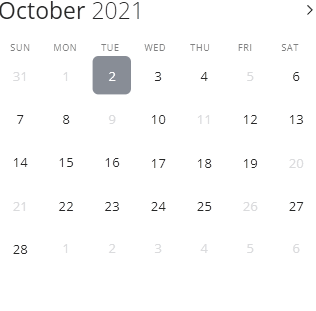 October 2021
SUN MON TUE WED THU FRI SAT
31 1 2 3 4 5 6
7 8 9 10 11 12 13
14 15 16 17 18 19 20
21 22 23 24 25 26 27
28 1 2 3 4 5 6